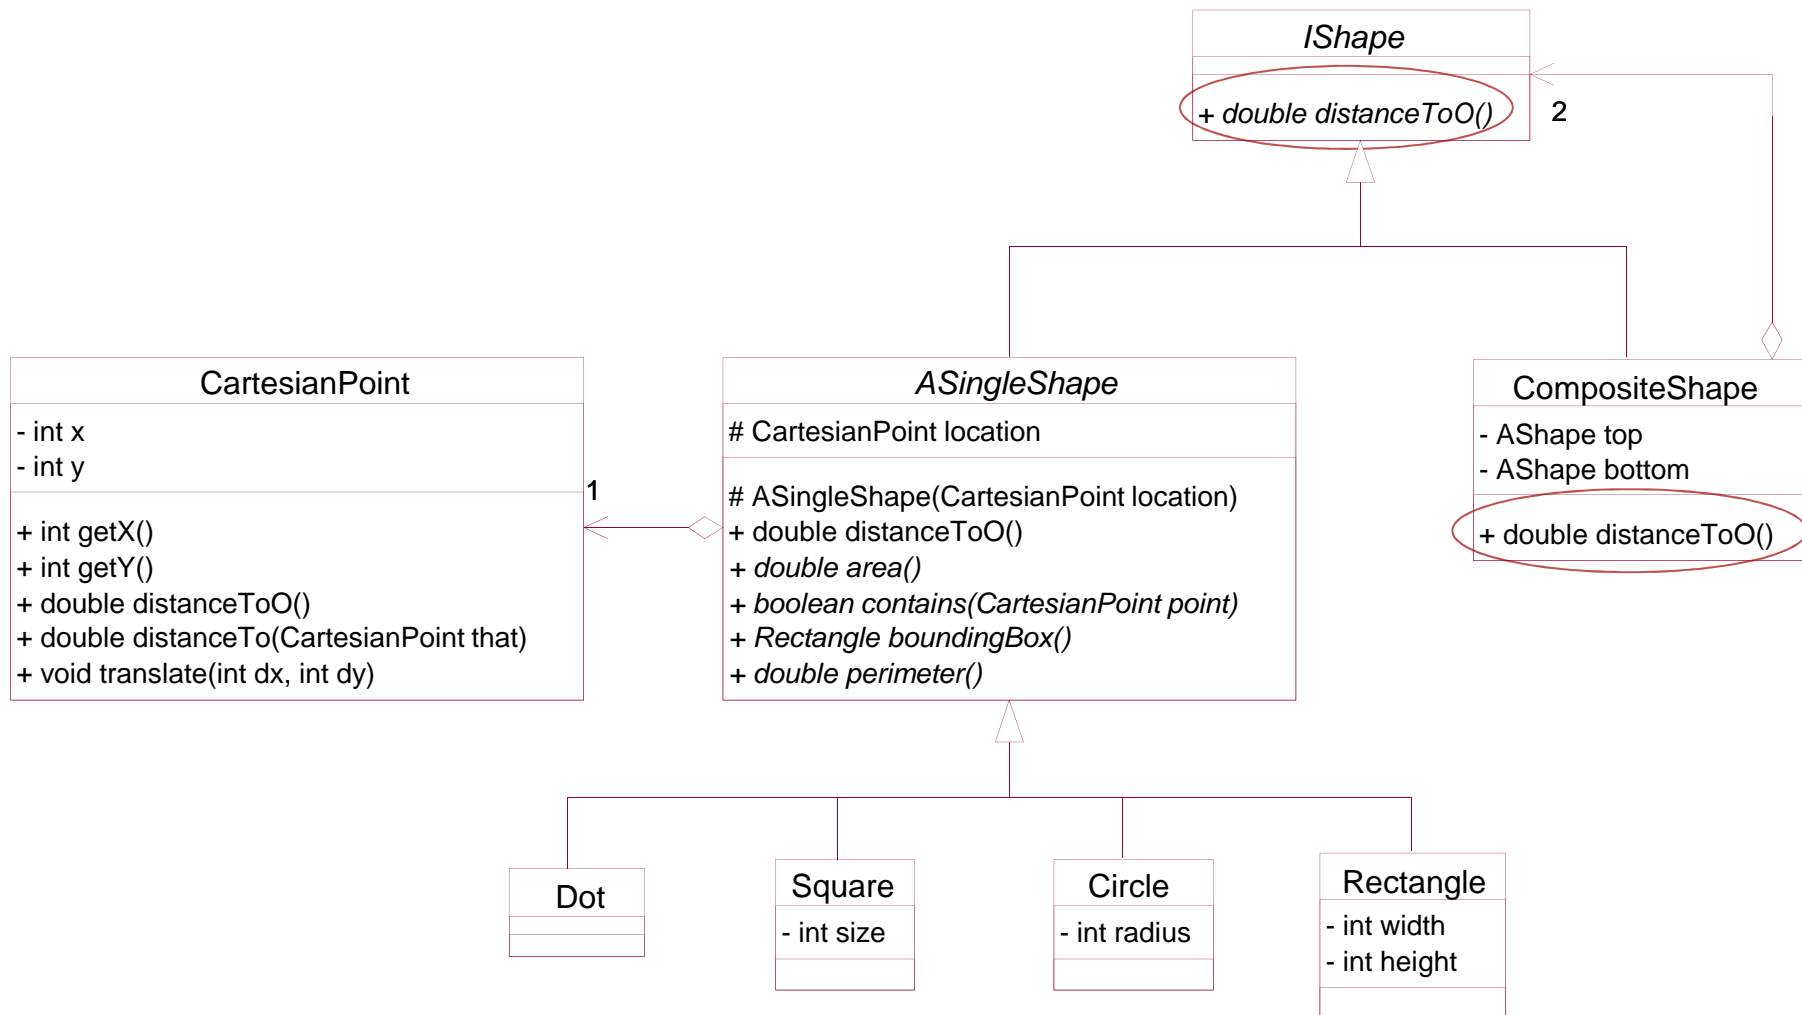 IShape
+ double distanceToO()
2
CartesianPoint
- int x
- int y
+ int getX()
+ int getY()
+ double distanceToO()
+ double distanceTo(CartesianPoint that)
+ void translate(int dx, int dy)
1
ASingleShape
# CartesianPoint location
# ASingleShape(CartesianPoint location)
+ double distanceToO()
+ double area()
+ boolean contains(CartesianPoint point)
+ Rectangle boundingBox()
+ double perimeter()
CompositeShape
- AShape top
- AShape bottom
+ double distanceToO()
Dot
Square
- int size
Circle
- int radius
Rectangle
- int width
- int height